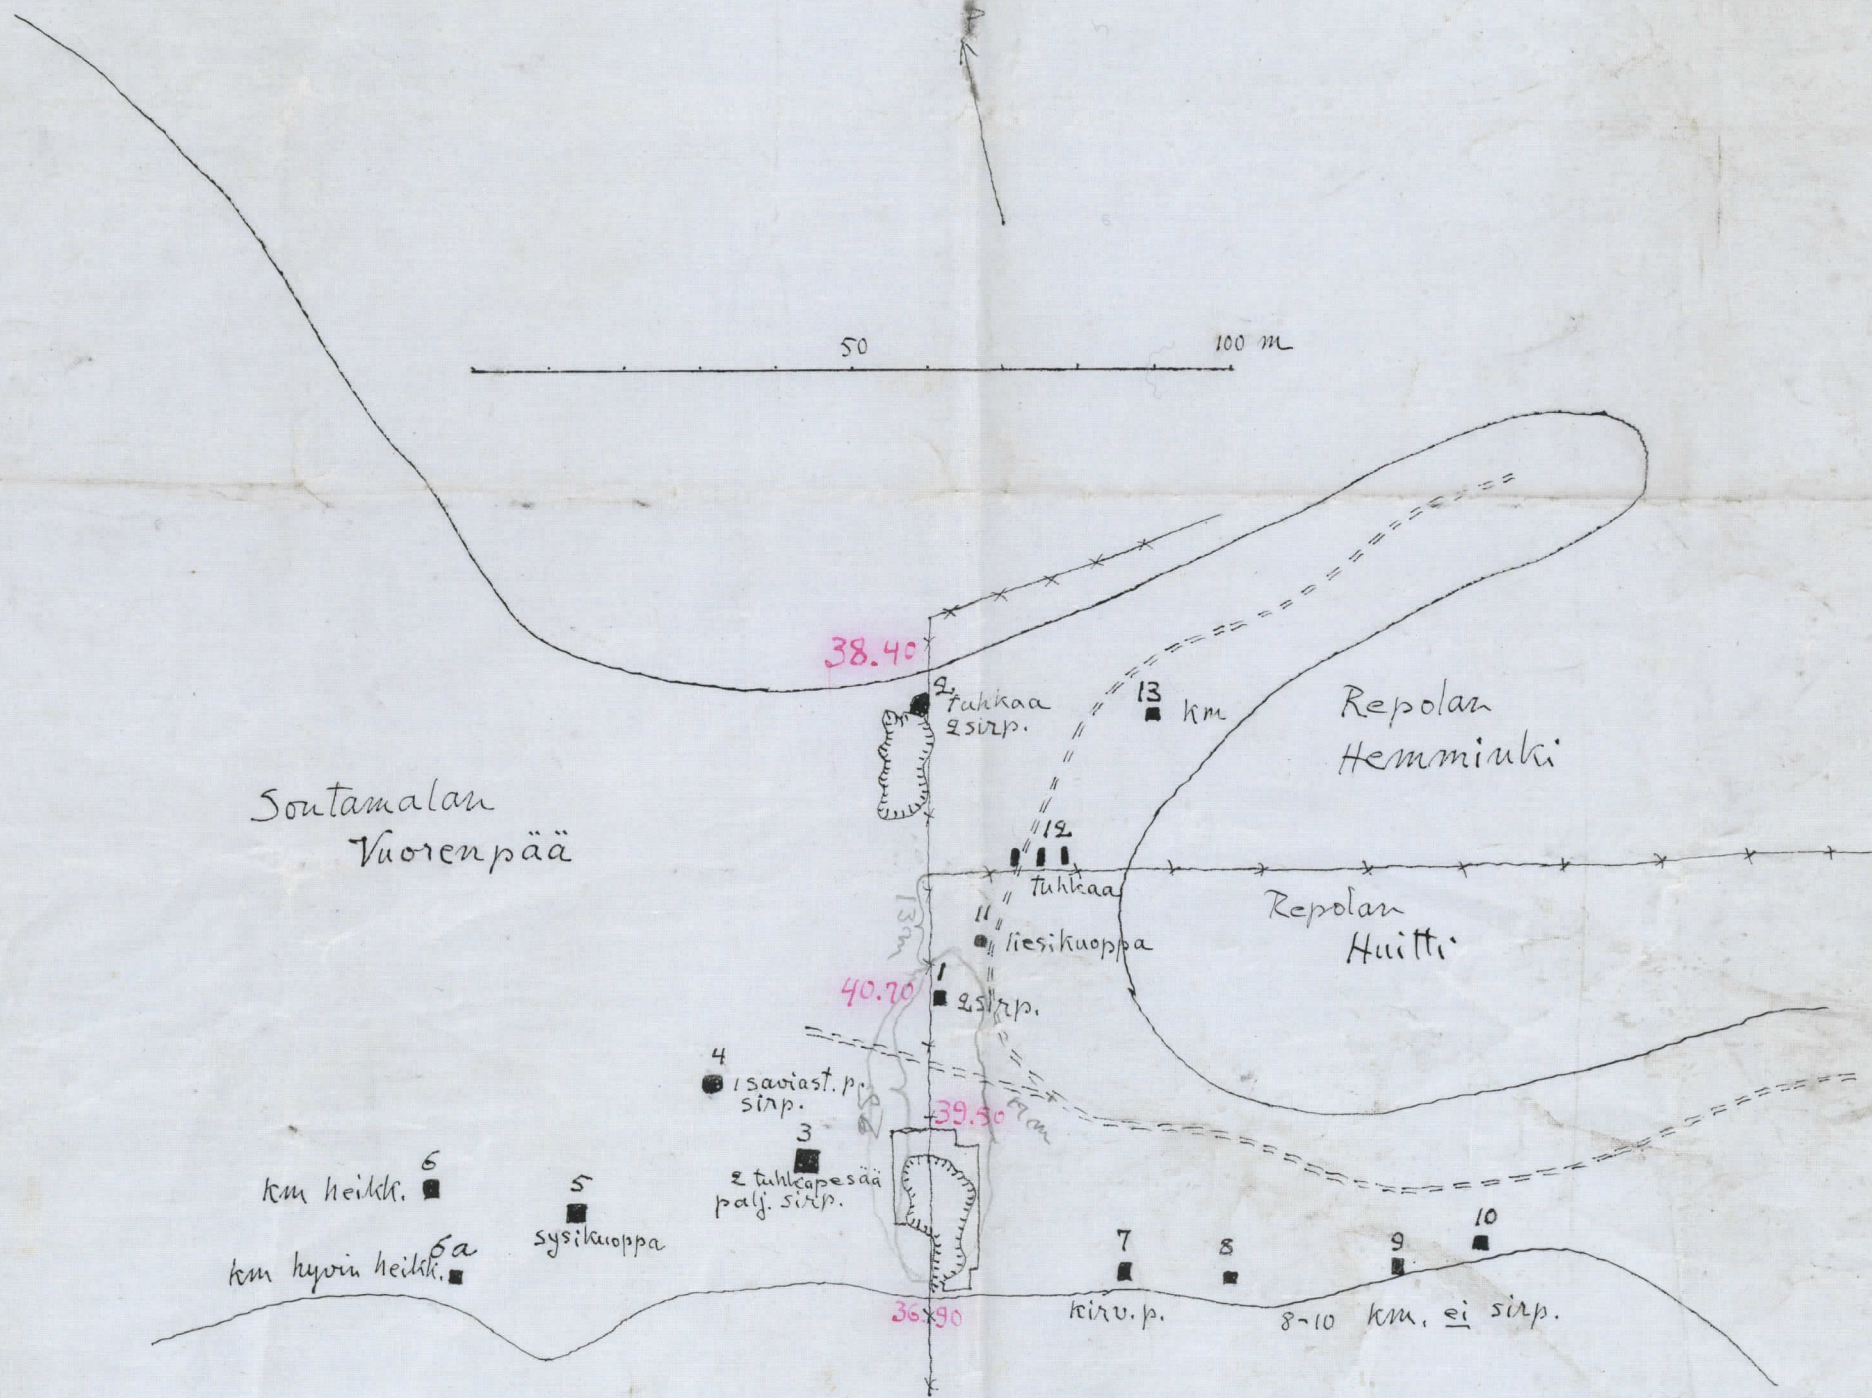 50
100 m
38.40
2
tuhkaa
2 sirp.
13
km
Repolan
Hemminki
Soutamalan
Vuorenpää
12
tuhkaa
Repolan
Huitti
11
liesikuoppa
1
40.70
2 sirp.
4
1 saviast. p.
sirp.
39.50
3
2 tuhkapesää
palj. sirp.
6
km heikk.
5
sysikuoppa
6a
km hyvin heikk.
7
8
9
10
36.90
kirv. p.
8-10 km. ei sirp.